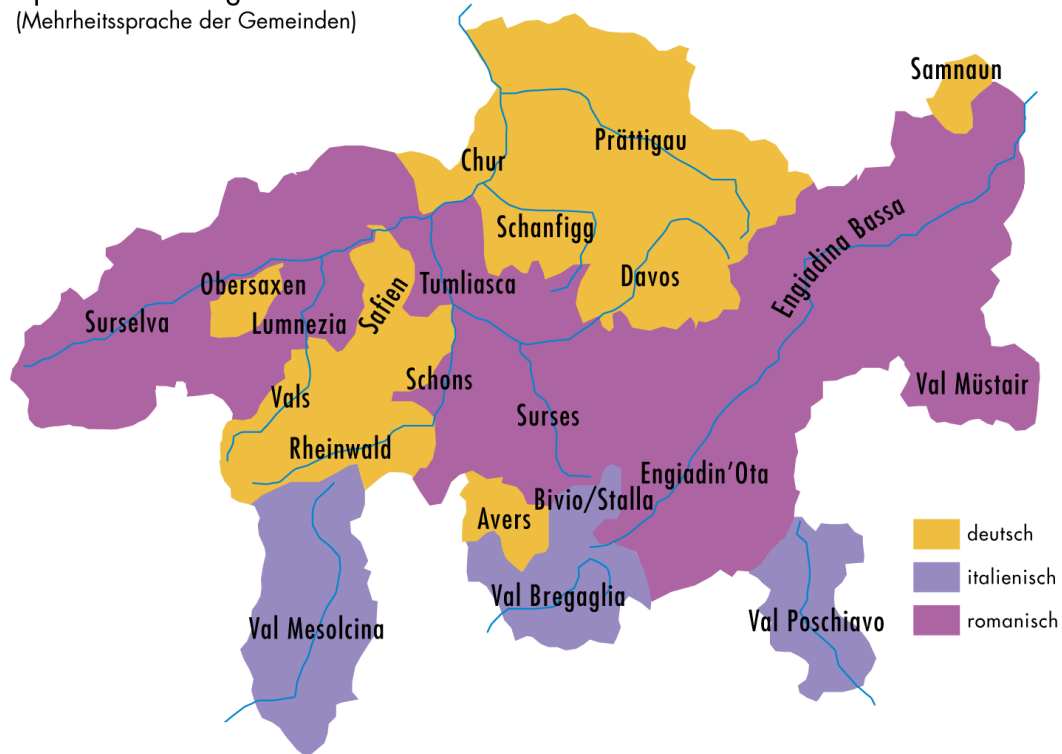 (Mehrheitssprache der Gemeinden)
Samnaun
Prättigau
Chur
Schanfigg
Engiadina Bassa
Davos
Obersaxen
Safien
Tumliasca
Surselva
Lumnezia
Schons
Val Müstair
Vals
Surses
Rheinwald
Engiadin'Ota
Bivio/Stalla
Avers
deutsch
italienisch
Val Bregaglia
Val Mesolcina
Val Poschiavo
romanisch